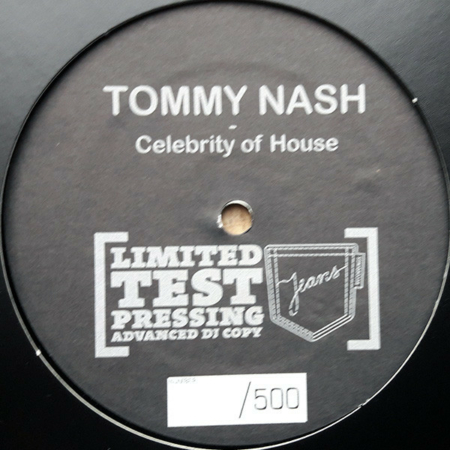 TOMMY NASH
-
Celebrity of House
LIMITED
TEST
PRESSING
ADVANCED DJ COPY
Jeans
/500